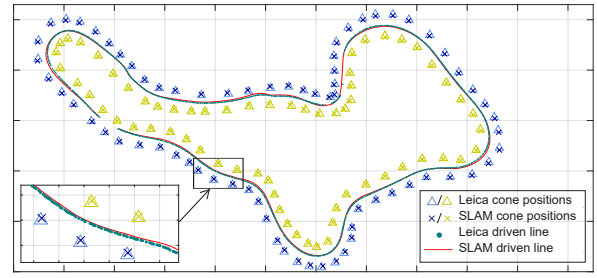 / Leica cone positions
/ SLAM cone positions
Leica driven line
SLAM driven line